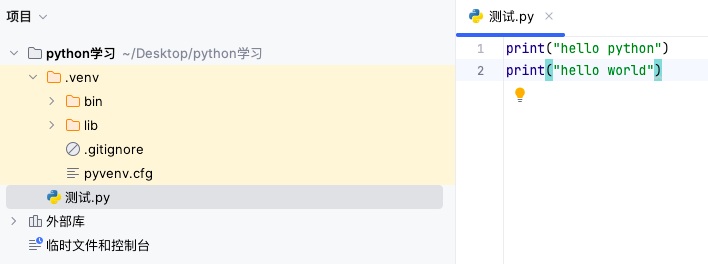 项目
python学习 ~/Desktop/python学习
.venv
bin
lib
.gitignore
pyvenv.cfg
测试.py
外部库
临时文件和控制台
测试.py
1 print("hello python")
2 print("hello world")